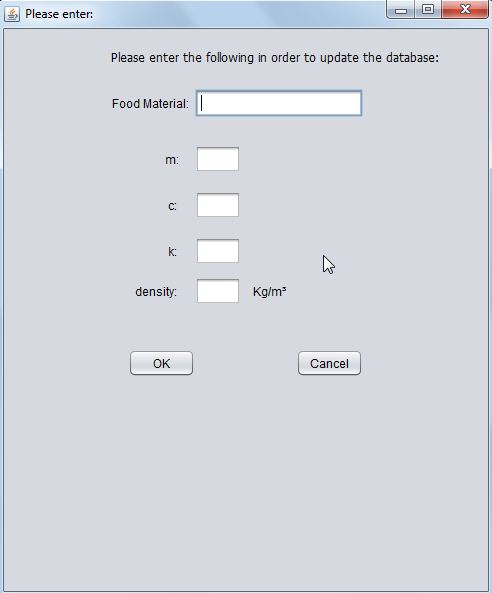 Please enter:
Please enter the following in order to update the database:
Food Material:
m:
c:
k:
density: Kg/m³
OK Cancel